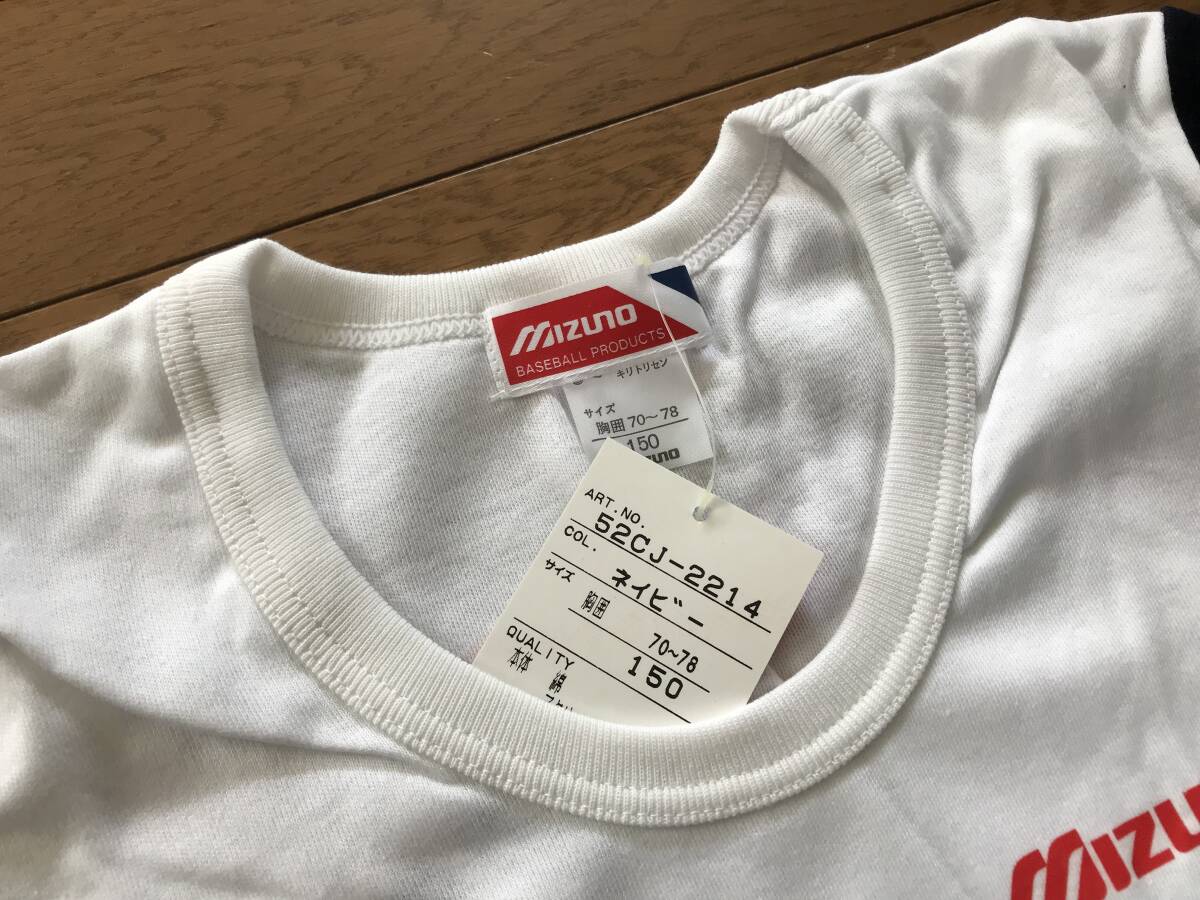 MIZUNO
BASEBALL PRODUCTS
キリトリセン
サイズ
胸囲 70〜78
150
ART.NO.
52CJ-2214
COL.
ネイビー
サイズ
胸囲 70~78
150
QUALITY
本体 綿
MIZU